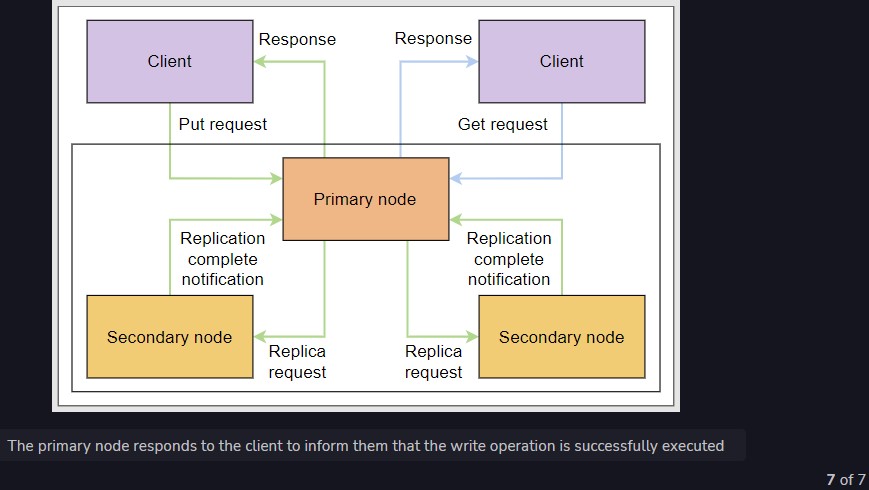 Response
Response
Client
Client
Put request
Get request
Primary node
Replication
complete
notification
Replication
complete
notification
Secondary node
Secondary node
Replica
request
Replica
request
The primary node responds to the client to inform them that the write operation is successfully executed
7 of 7